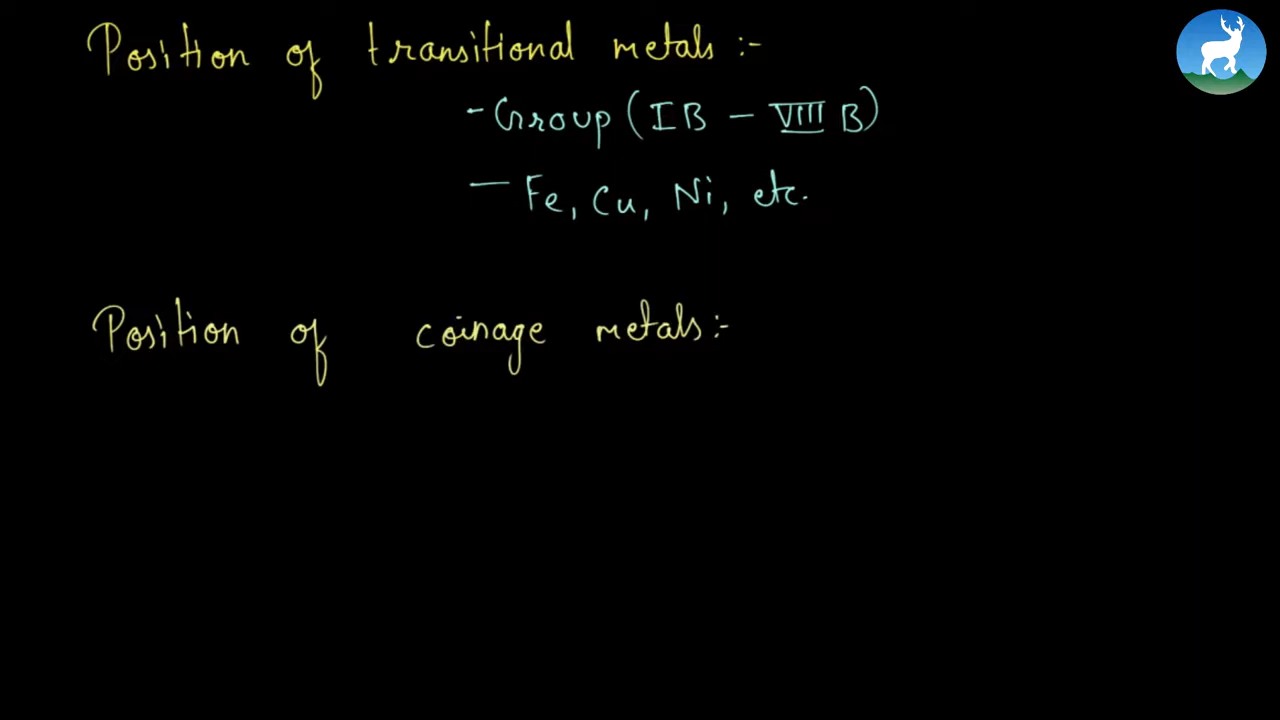 Position of transitional metals :-
- Group (IB - VIII B)
- Fe, Cu, Ni, etc.
Position of coinage metals :-